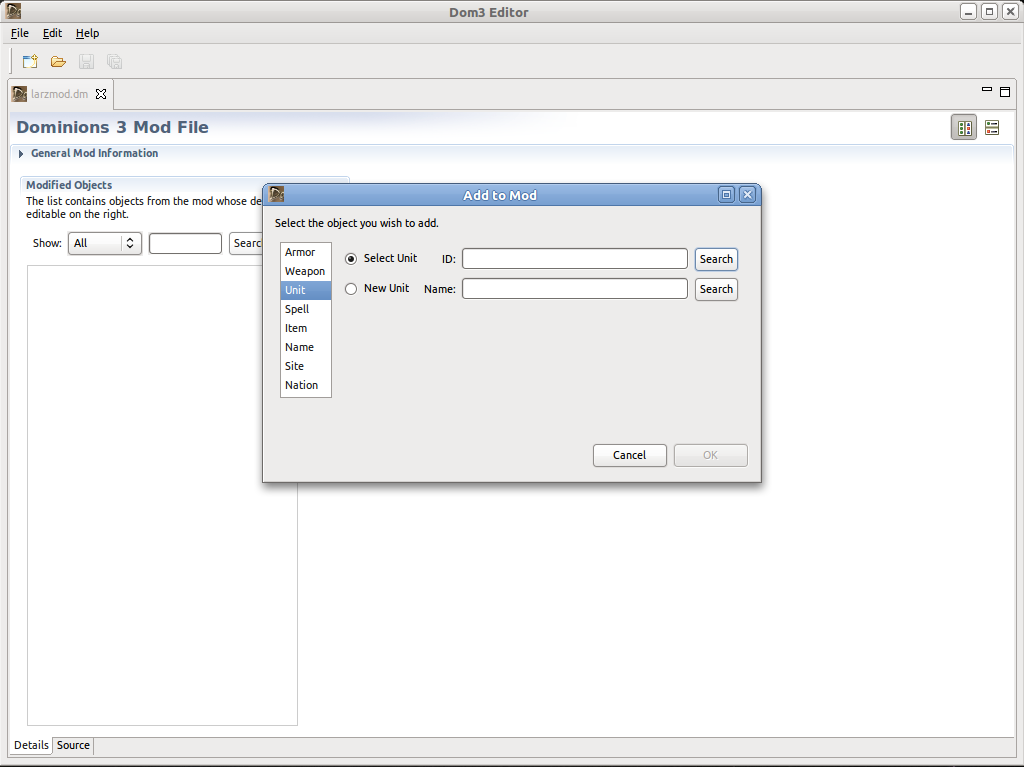 Dom3 Editor
File Edit Help
larzmod.dm
Dominions 3 Mod File
General Mod Information
Modified Objects
The list contains objects from the mod whose de
editable on the right.
Show: All Searc
Add to Mod
Select the object you wish to add.
Armor
Weapon
Unit
Spell
Item
Name
Site
Nation
Select Unit ID: Search
New Unit Name: Search
Cancel OK
Details Source